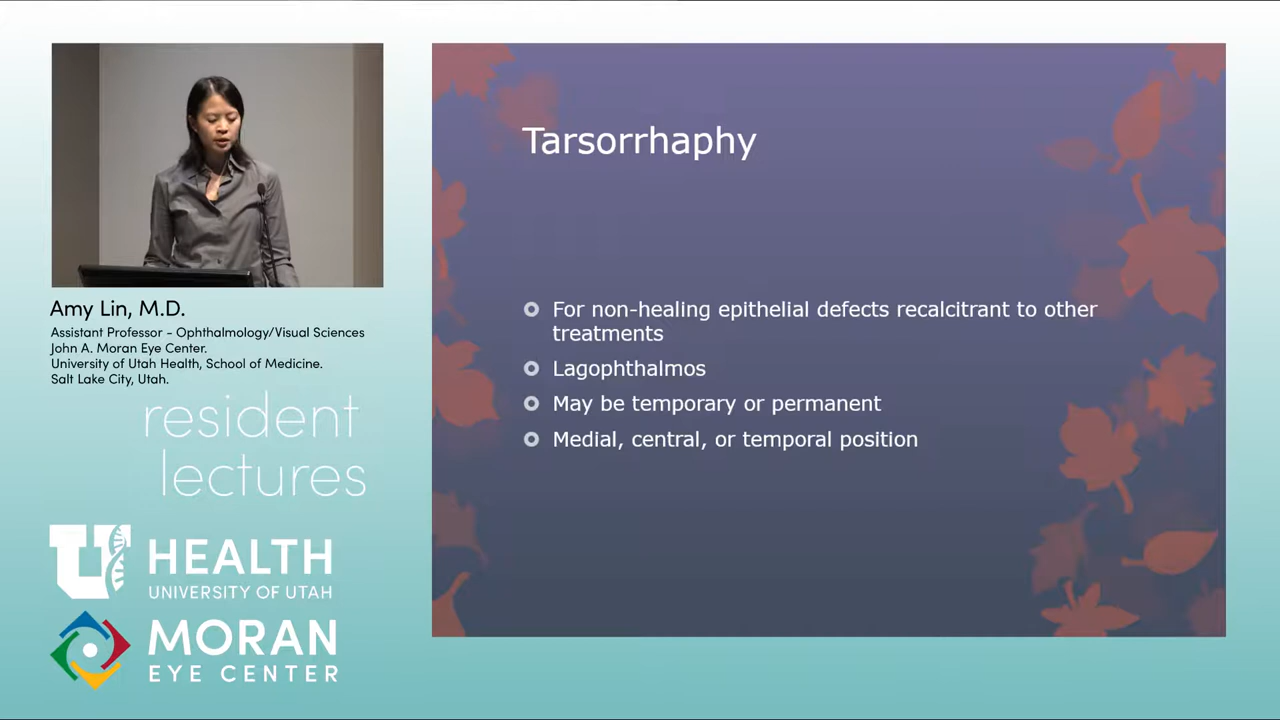 Amy Lin, M.D.
Assistant Professor - Ophthalmology/Visual Sciences
John A. Moran Eye Center.
University of Utah Health, School of Medicine.
Salt Lake City, Utah.
resident
lectures
U HEALTH
UNIVERSITY OF UTAH
MORAN
EYE CENTER
Tarsorrhaphy
For non-healing epithelial defects recalcitrant to other
treatments
Lagophthalmos
May be temporary or permanent
Medial, central, or temporal position